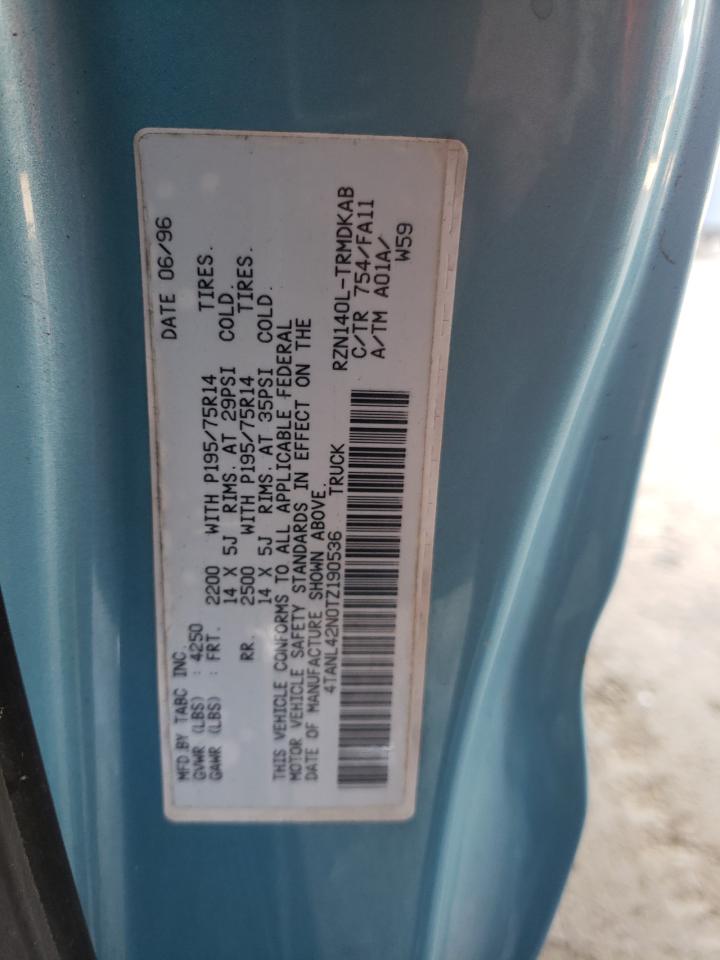 MFD.BY TABC INC. DATE 06/96
GVWR (LBS) : 4250
GAWR (LBS) : FRT. 2200 WITH P195/75R14 TIRES.
14 X 5J RIMS. AT 29PSI COLD.
RR. 2500 WITH P195/75R14 TIRES.
14 X 5J RIMS. AT 35PSI COLD.
THIS VEHICLE CONFORMS TO ALL APPLICABLE FEDERAL
MOTOR VEHICLE SAFETY STANDARDS IN EFFECT ON THE
DATE OF MANUFACTURE SHOWN ABOVE.
4TANL42N0TZ190536 TRUCK
RZN140L-TRMDKAB
C/TR 754/FA11
A/TM A01A/
W59